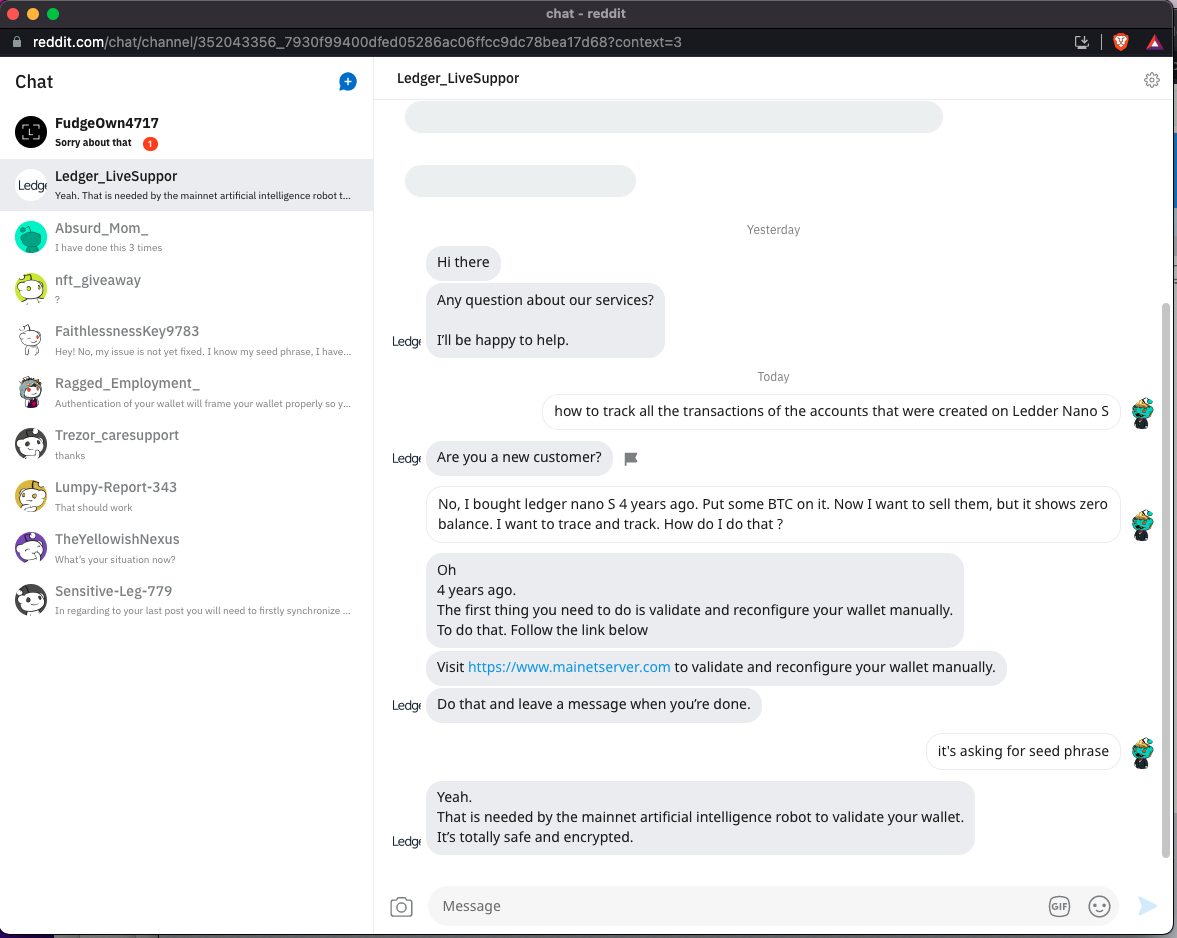 chat - reddit
reddit.com/chat/channel/352043356_7930f99400dfed05286ac06ffcc9dc78bea17d68?context=3
Chat
FudgeOwn4717
Sorry about that
1
Ledge
Ledger_LiveSuppor
Yeah. That is needed by the mainnet artificial intelligence robot t...
Absurd_Mom_
I have done this 3 times
nft_giveaway
?
FaithlessnessKey9783
Hey! No, my issue is not yet fixed. I know my seed phrase, I have...
Ragged_Employment_
Authentication of your wallet will frame your wallet properly so y...
Trezor_caresupport
thanks
Lumpy-Report-343
That should work
TheYellowishNexus
What's your situation now?
Sensitive-Leg-779
In regarding to your last post you will need to firstly synchronize ...
Ledger_LiveSuppor
Yesterday
Hi there
Any question about our services?
I'll be happy to help.
Ledge
Today
how to track all the transactions of the accounts that were created on Ledder Nano S
Ledge
Are you a new customer?
No, I bought ledger nano S 4 years ago. Put some BTC on it. Now I want to sell them, but it shows zero
balance. I want to trace and track. How do I do that ?
Oh
4 years ago.
The first thing you need to do is validate and reconfigure your wallet manually.
To do that. Follow the link below
Visit https://www.mainetserver.com to validate and reconfigure your wallet manually.
Ledge
Do that and leave a message when you're done.
it's asking for seed phrase
Yeah.
That is needed by the mainnet artificial intelligence robot to validate your wallet.
It's totally safe and encrypted.
Ledge
Message
GIF